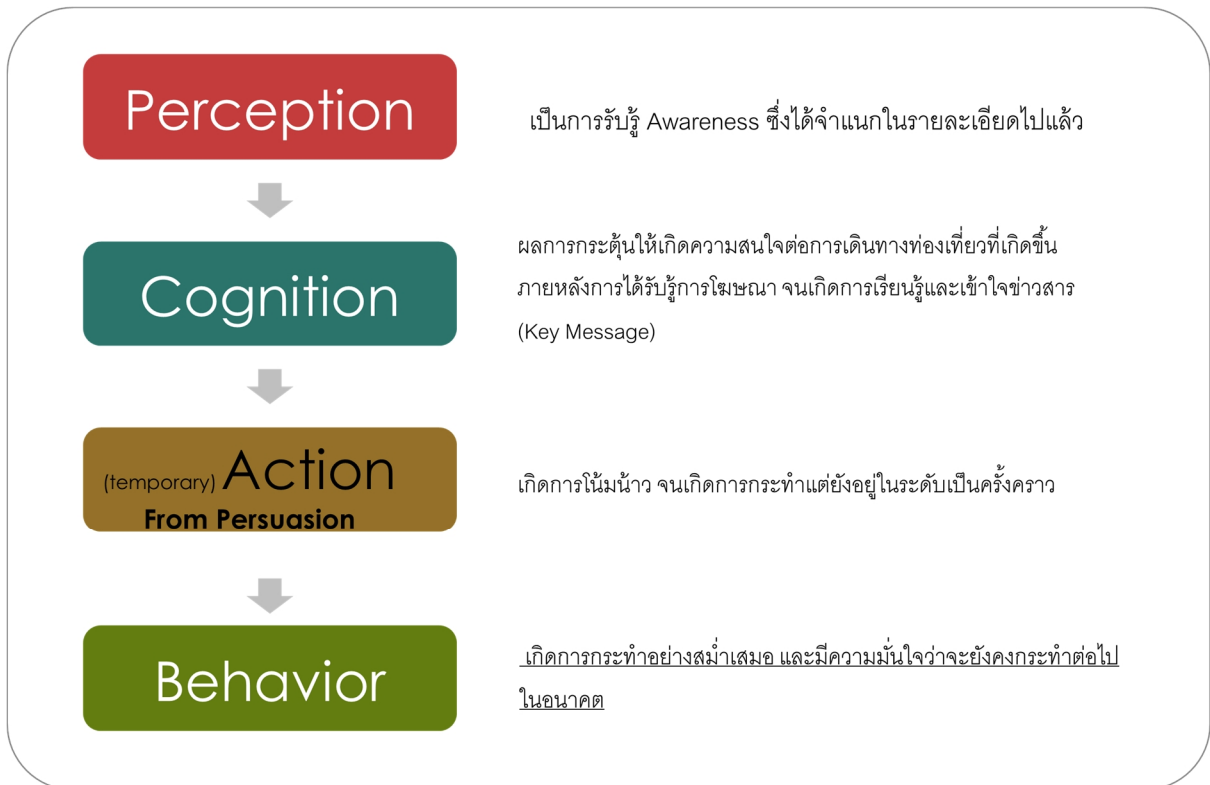 Perception
เป็นการรับรู้ Awareness ซึ่งได้จำแนกในรายละเอียดไปแล้ว
Cognition
ผลการกระตุ้นให้เกิดความสนใจต่อการเดินทางท่องเที่ยวที่เกิดขึ้น
ภายหลังการได้รับรู้การโฆษณา จนเกิดการเรียนรู้และเข้าใจข่าวสาร
(Key Message)
(temporary) Action
From Persuasion
เกิดการโน้มน้าว จนเกิดการกระทำแต่ยังอยู่ในระดับเป็นครั้งคราว
Behavior
เกิดการกระทำอย่างสม่ำเสมอ และมีความมั่นใจว่าจะยังคงกระทำต่อไป
ในอนาคต